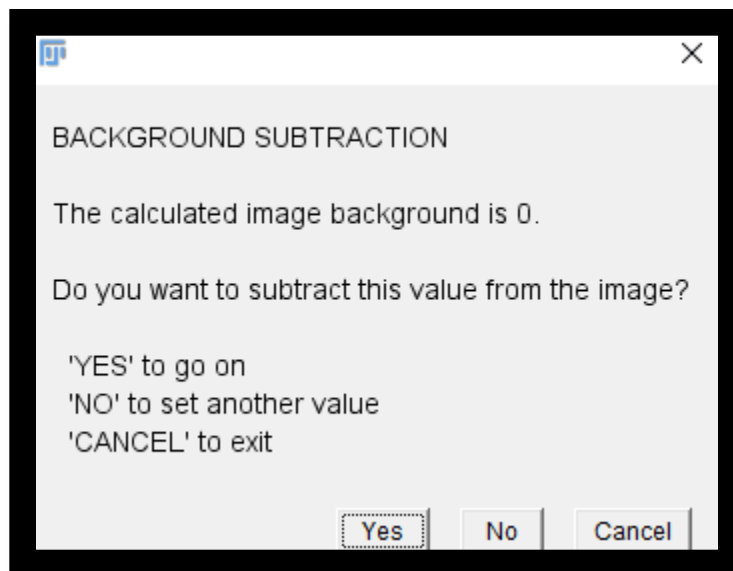 BACKGROUND SUBTRACTION
The calculated image background is 0.
Do you want to subtract this value from the image?
'YES' to go on
'NO' to set another value
'CANCEL' to exit
Yes No Cancel